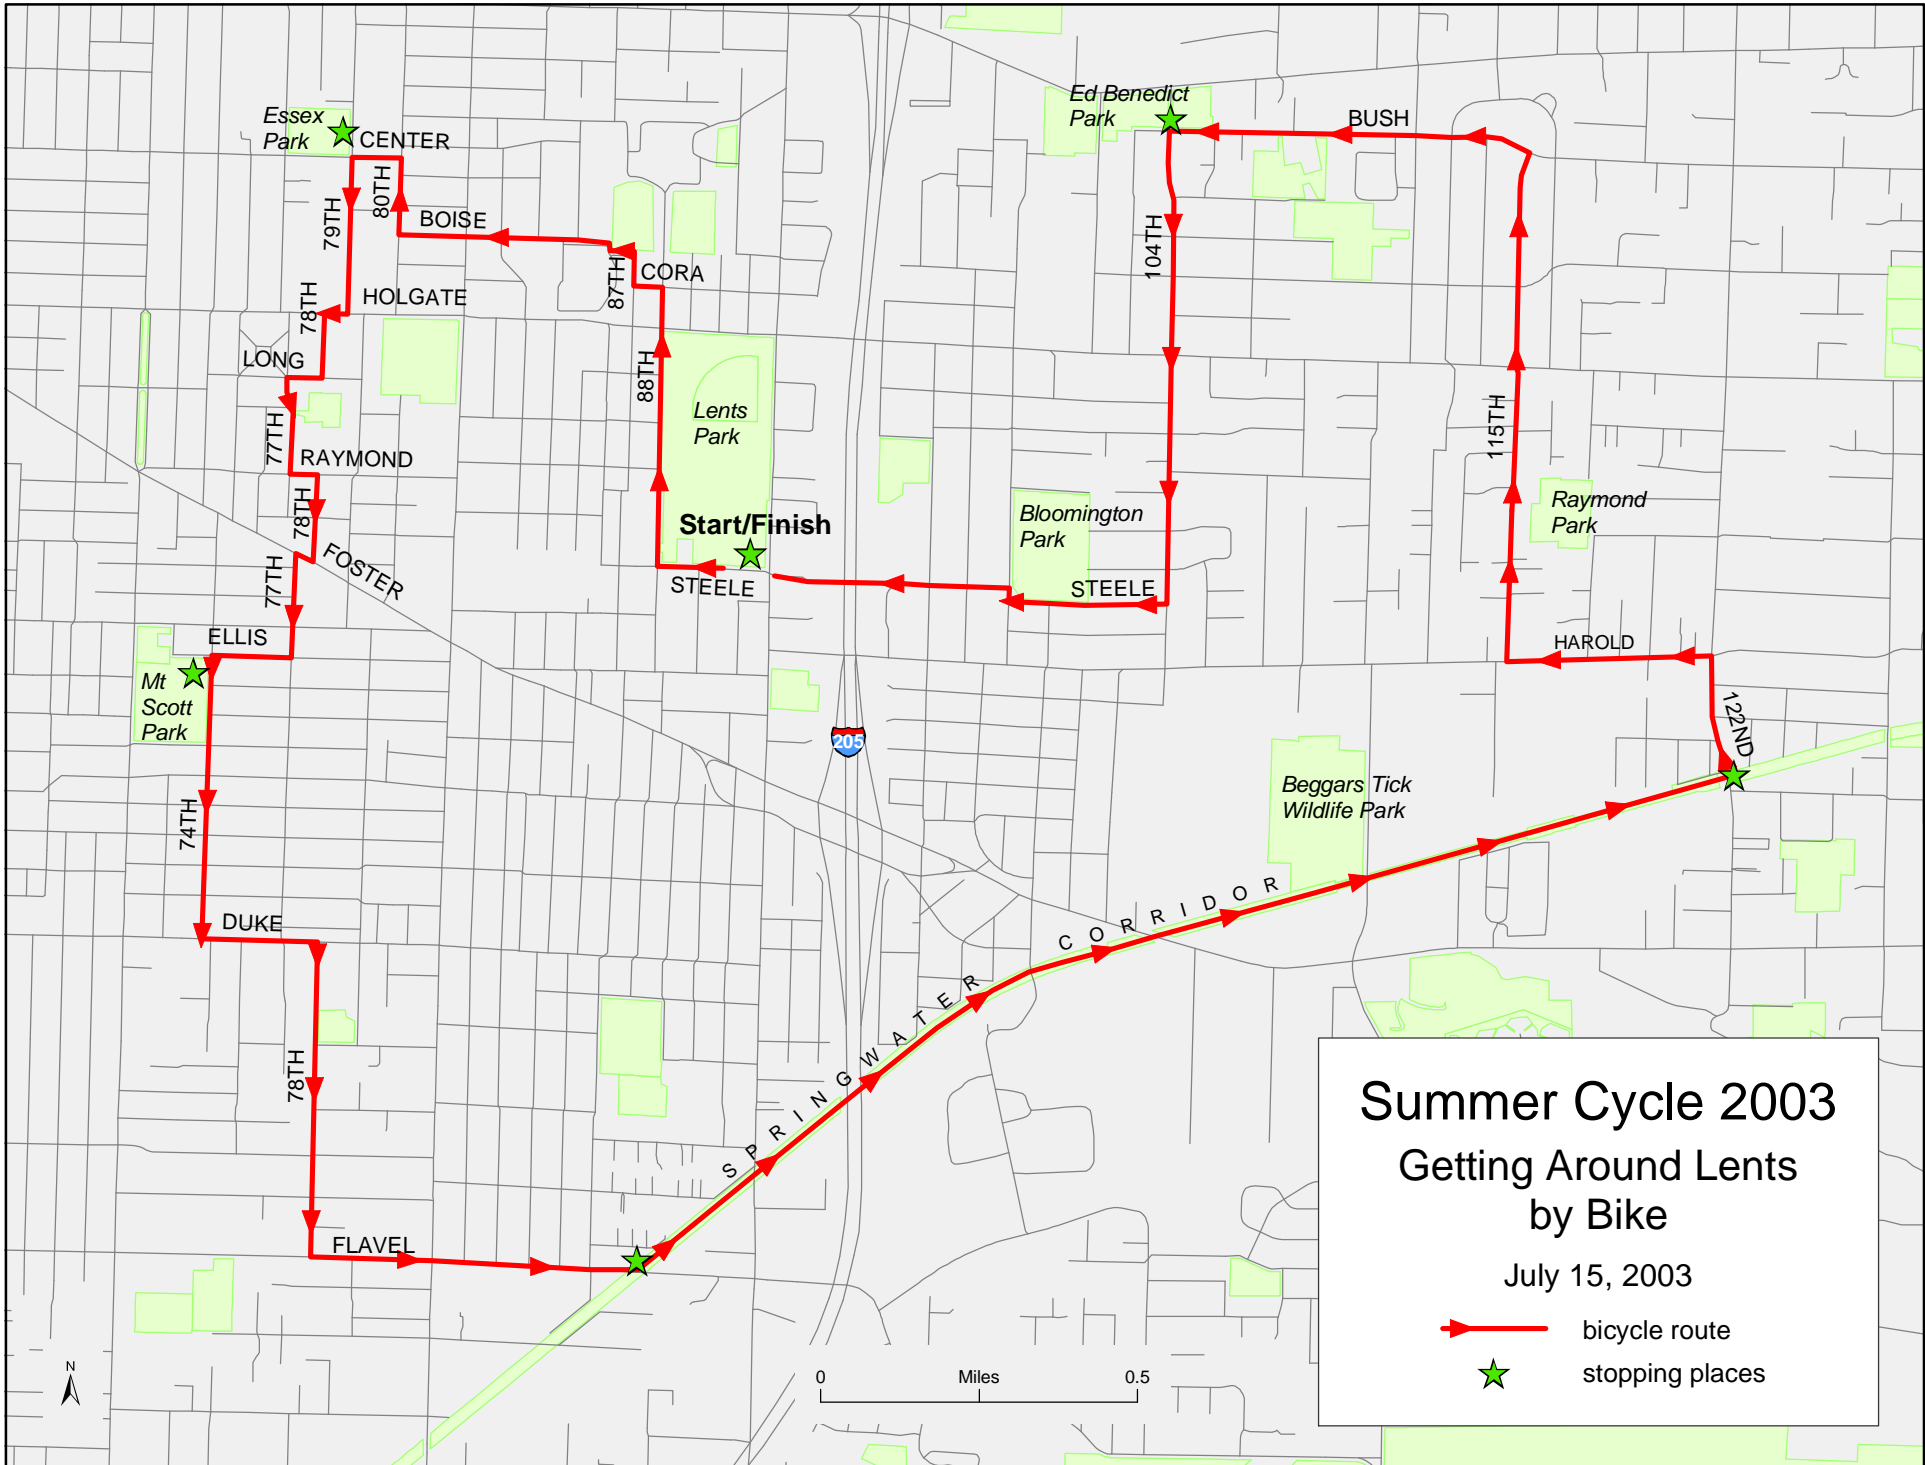 Essex
Park
CENTER
80TH
79TH
BOISE
87TH
CORA
78TH
HOLGATE
LONG
88TH
77TH
RAYMOND
78TH
FOSTER
77TH
ELLIS
Mt
Scott
Park
74TH
DUKE
78TH
FLAVEL
Lents
Park
Start/Finish
STEELE
205
Ed Benedict
Park
BUSH
104TH
115TH
Bloomington
Park
STEELE
Raymond
Park
HAROLD
122ND
Beggars Tick
Wildlife Park
SPRINGWATER CORRIDOR
N
0 Miles 0.5
Summer Cycle 2003
Getting Around Lents
by Bike
July 15, 2003
bicycle route
stopping places